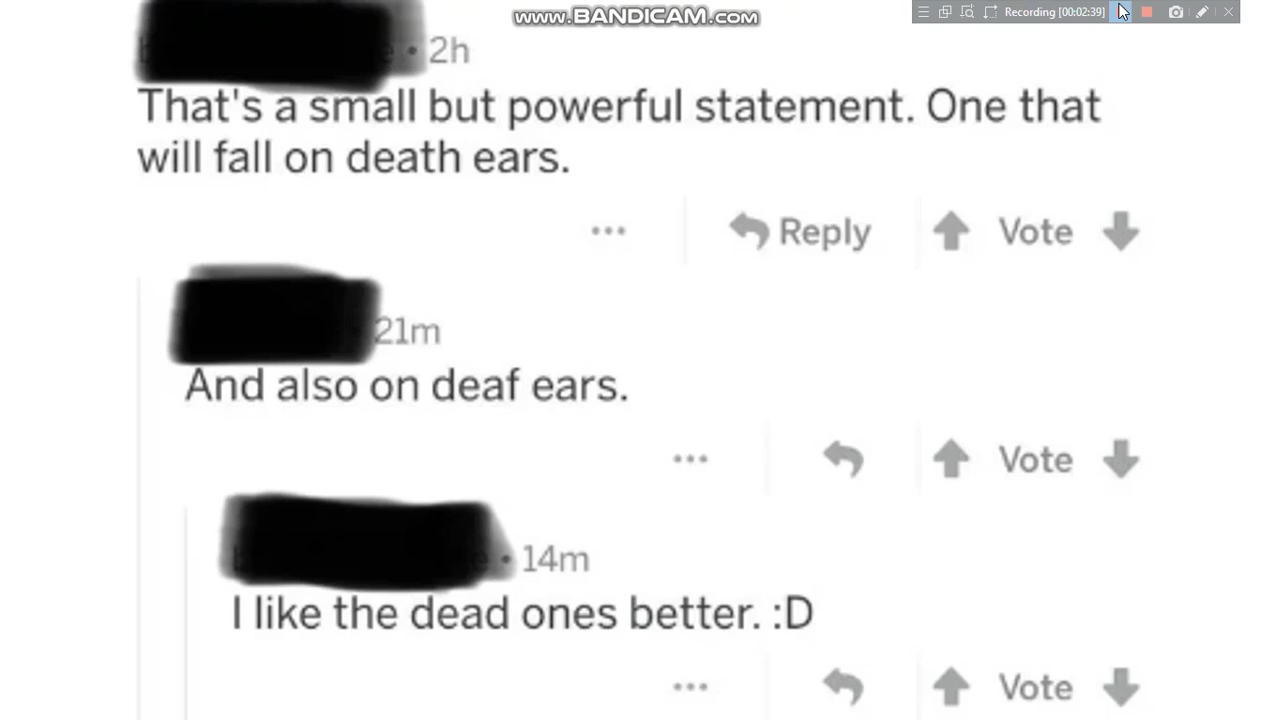 www.BANDICAM.com
Recording [00:02:39]
• 2h
That's a small but powerful statement. One that
will fall on death ears.
... Reply Vote
21m
And also on deaf ears.
... Vote
• 14m
I like the dead ones better. :D
... Vote